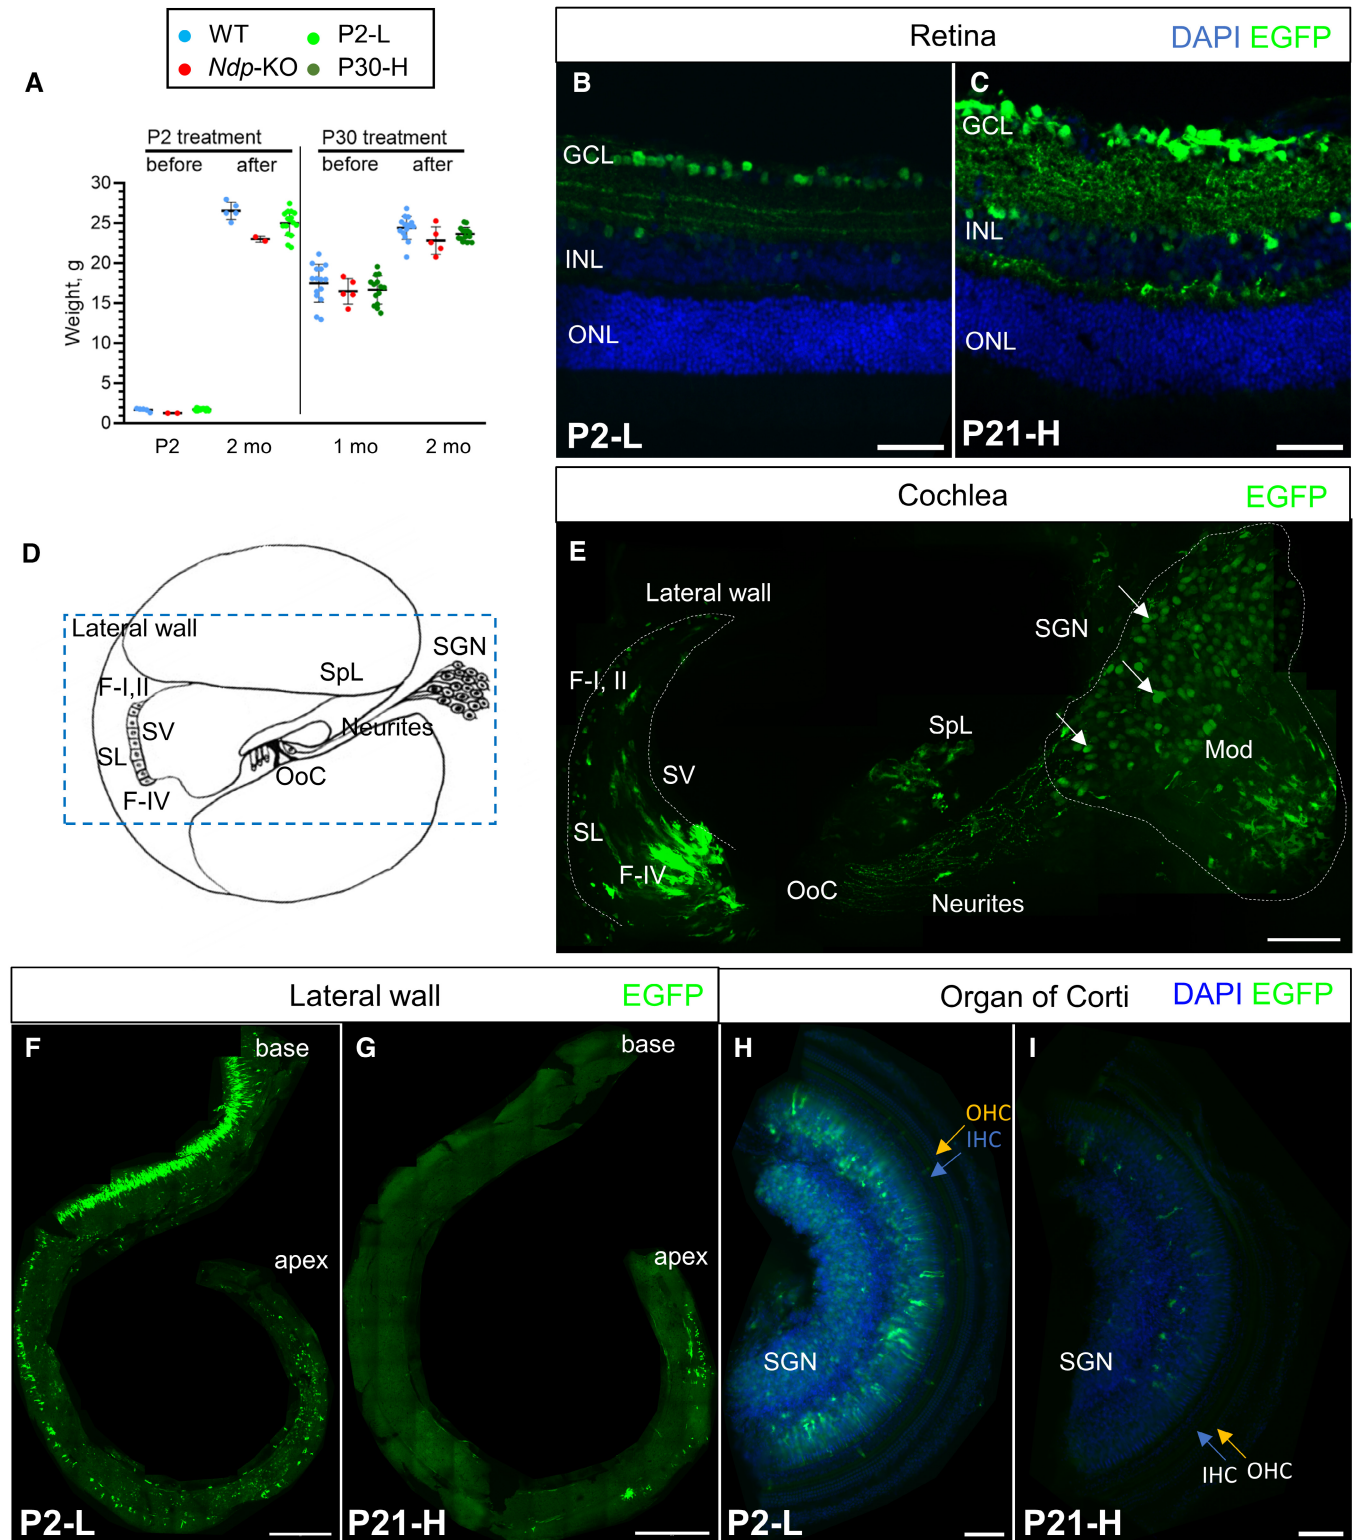 WT P2-L
Ndp-KO P30-H
A
P2 treatment P30 treatment
before after before after
Weight, g
30
25
20
15
10
5
0
P2 2 mo 1 mo 2 mo
Retina DAPI EGFP
B
GCL
INL
ONL
P2-L
C
GCL
INL
ONL
P21-H
D
Lateral wall
SGN
SpL
F-I,II
SV
Neurites
SL
OoC
F-IV
Cochlea EGFP
E
Lateral wall
SGN
F-I, II
SpL
Mod
SV
SL
F-IV
OoC
Neurites
Lateral wall EGFP
F
base
apex
P2-L
G
base
apex
P21-H
Organ of Corti DAPI EGFP
H
OHC
IHC
SGN
P2-L
I
SGN
IHC OHC
P21-H